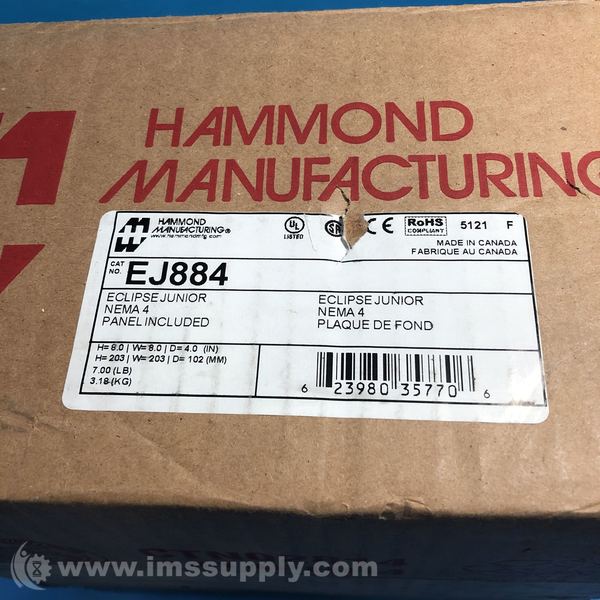 HAMMOND
MANUFACTURING
HAMMOND
MANUFACTURING®
www.hammondmfg.com
UL
LISTED
CE
RoHS
COMPLIANT
5121 F
MADE IN CANADA
FABRIQUE AU CANADA
CAT
NO. EJ884
ECLIPSE JUNIOR
NEMA 4
PANEL INCLUDED
ECLIPSE JUNIOR
NEMA 4
PLAQUE DE FOND
H= 8.0 | W= 8.0 | D= 4.0 (IN)
H= 203 | W= 203 | D= 102 (MM)
7.00 (LB)
3.18 (KG)
6 23980 35770 6
www.imssupply.com